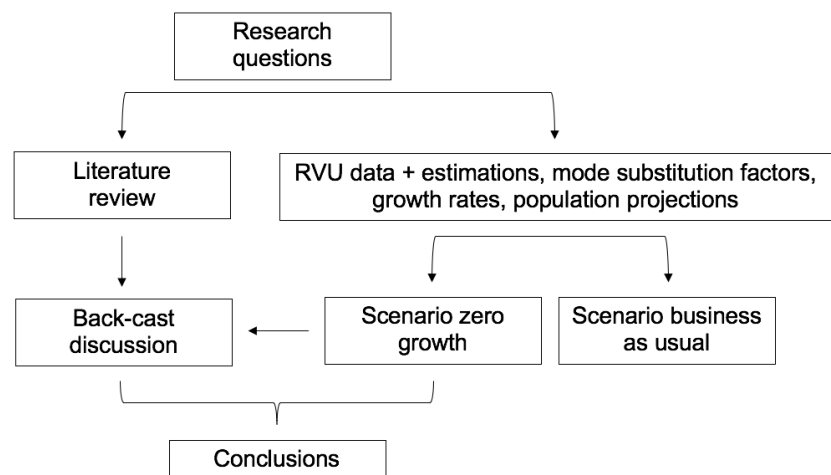 Research
questions
Literature
review
RVU data + estimations, mode substitution factors,
growth rates, population projections
Back-cast
discussion
Scenario zero
growth
Scenario business
as usual
Conclusions